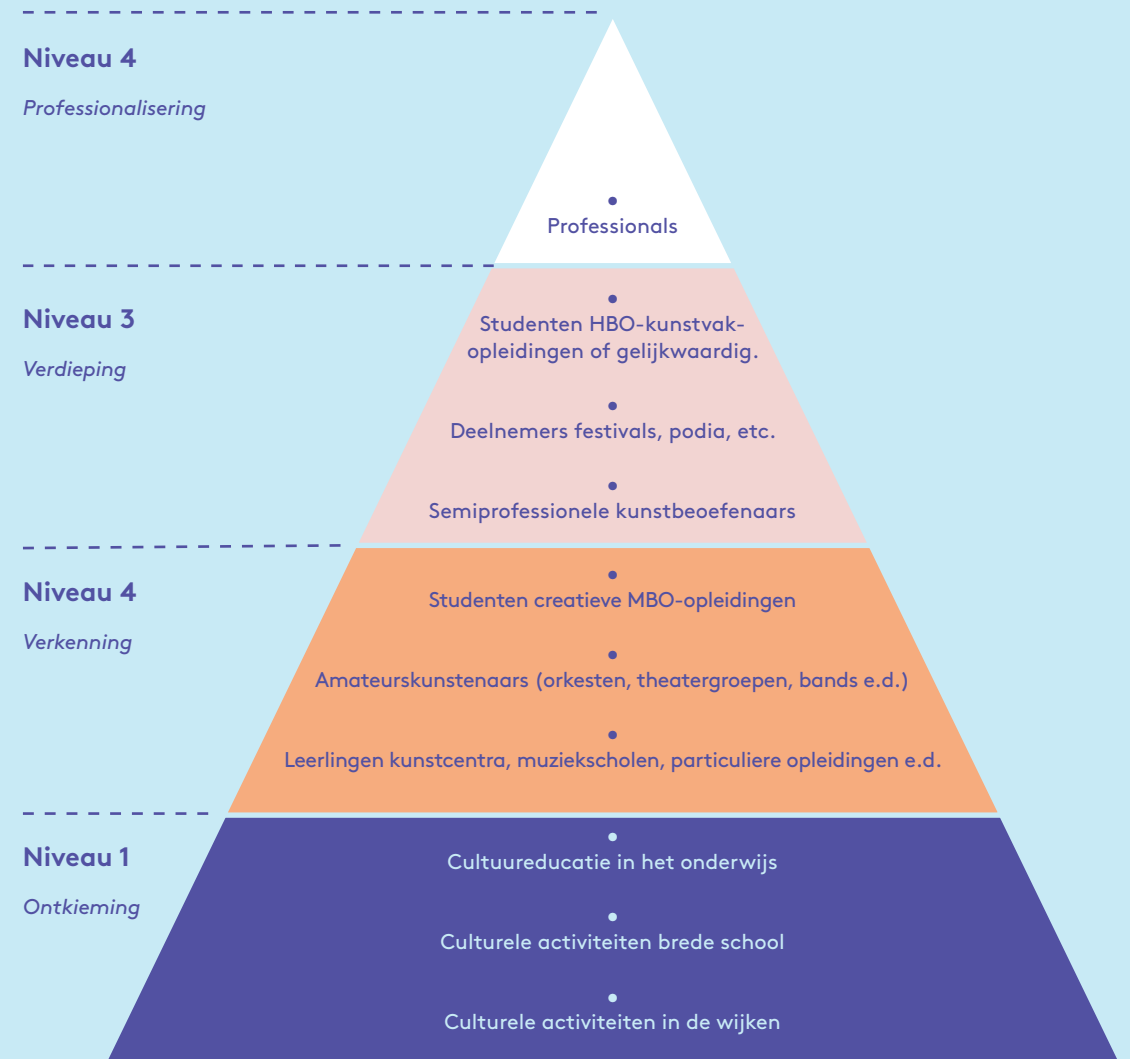 Niveau 4
Professionalisering
•
Professionals
Niveau 3
Verdieping
•
Studenten HBO-kunstvak-
opleidingen of gelijkwaardig.
•
Deelnemers festivals, podia, etc.
•
Semiprofessionele kunstbeoefenaars
Niveau 4
Verkenning
•
Studenten creatieve MBO-opleidingen
•
Amateurskunstenaars (orkesten, theatergroepen, bands e.d.)
•
Leerlingen kunstcentra, muziekscholen, particuliere opleidingen e.d.
Niveau 1
Ontkieming
•
Cultuureducatie in het onderwijs
•
Culturele activiteiten brede school
•
Culturele activiteiten in de wijken